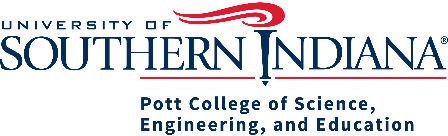 UNIVERSITY OF
SOUTHERN INDIANA®
Pott College of Science,
Engineering, and Education